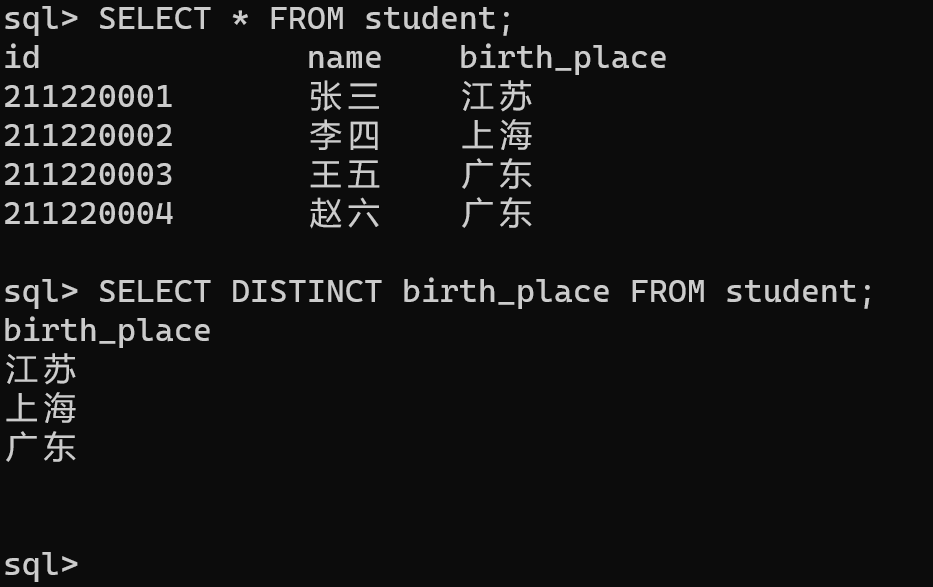 sql> SELECT * FROM student;
id name birth_place
211220001 张三 江苏
211220002 李四 上海
211220003 王五 广东
211220004 赵六 广东
sql> SELECT DISTINCT birth_place FROM student;
birth_place
江苏
上海
广东
sql>